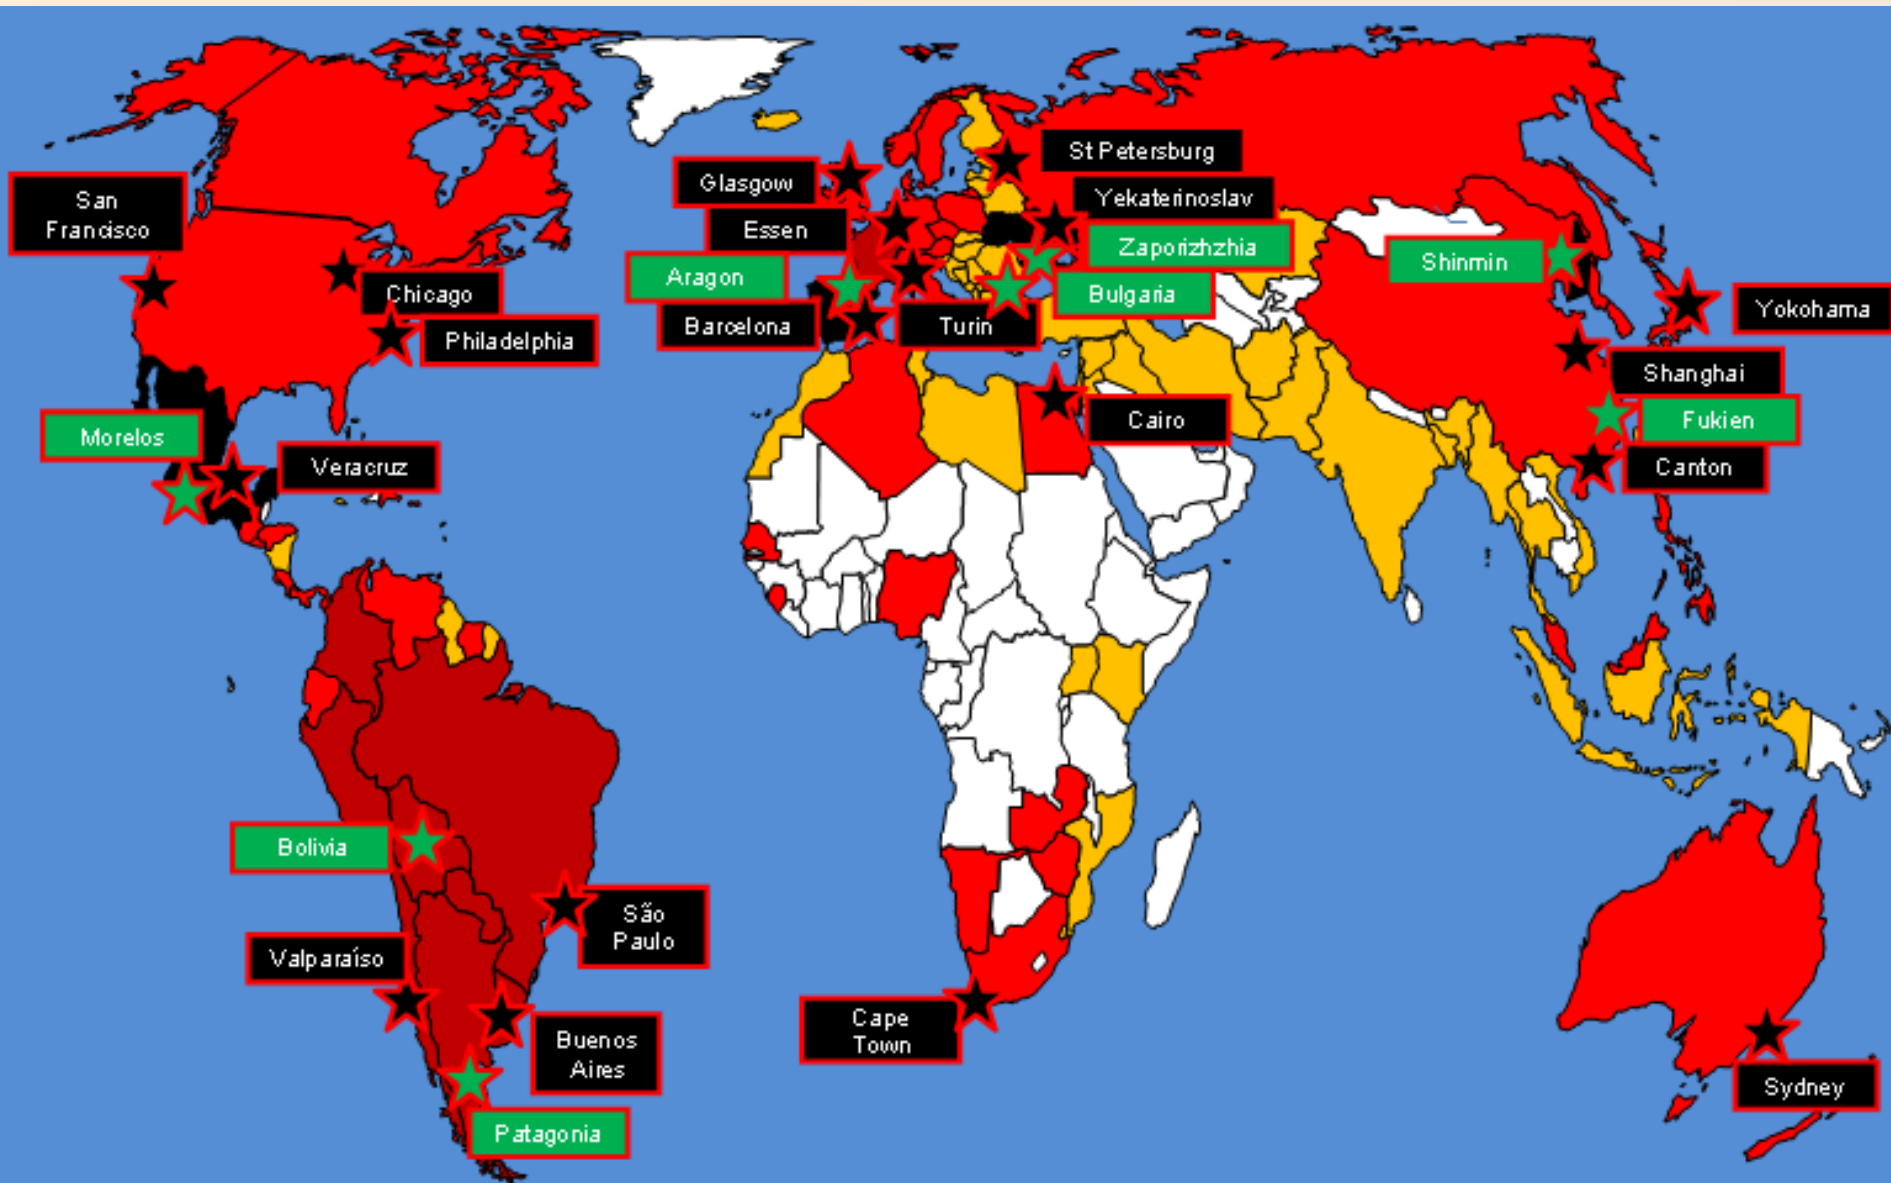 St Petersburg
Glasgow
San
Francisco
Yekaterinoslav
Essen
Zaporizhzhia
Shinmin
Aragon
Bulgaria
Chicago
Yokohama
Barcelona
Turin
Philadelphia
Shanghai
Cairo
Fukien
Morelos
Veracruz
Canton
Bolivia
São
Paulo
Valparaíso
Cape
Town
Buenos
Aires
Sydney
Patagonia